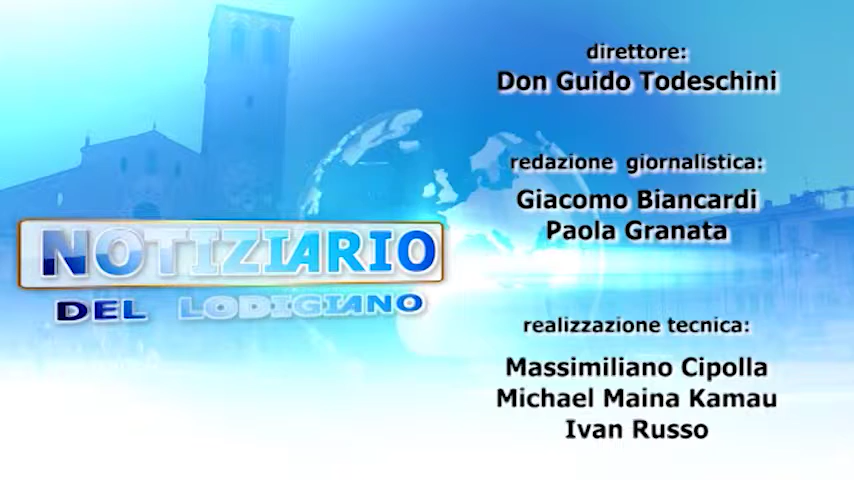 NOTIZIARIO
DEL LODIGIANO
direttore:
Don Guido Todeschini
redazione giornalistica:
Giacomo Biancardi
Paola Granata
realizzazione tecnica:
Massimiliano Cipolla
Michael Maina Kamau
Ivan Russo